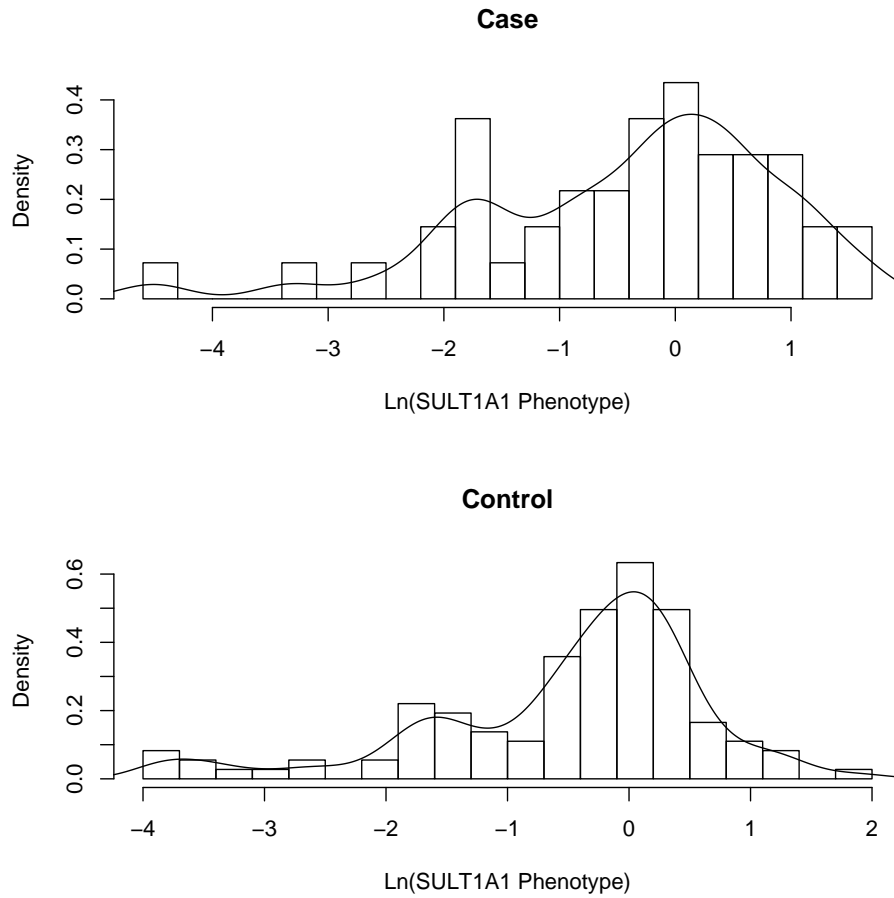 Case
Density
0.0 0.1 0.2 0.3 0.4
−4 −3 −2 −1 0 1
Ln(SULT1A1 Phenotype)
Control
Density
0.0 0.2 0.4 0.6
−4 −3 −2 −1 0 1 2
Ln(SULT1A1 Phenotype)